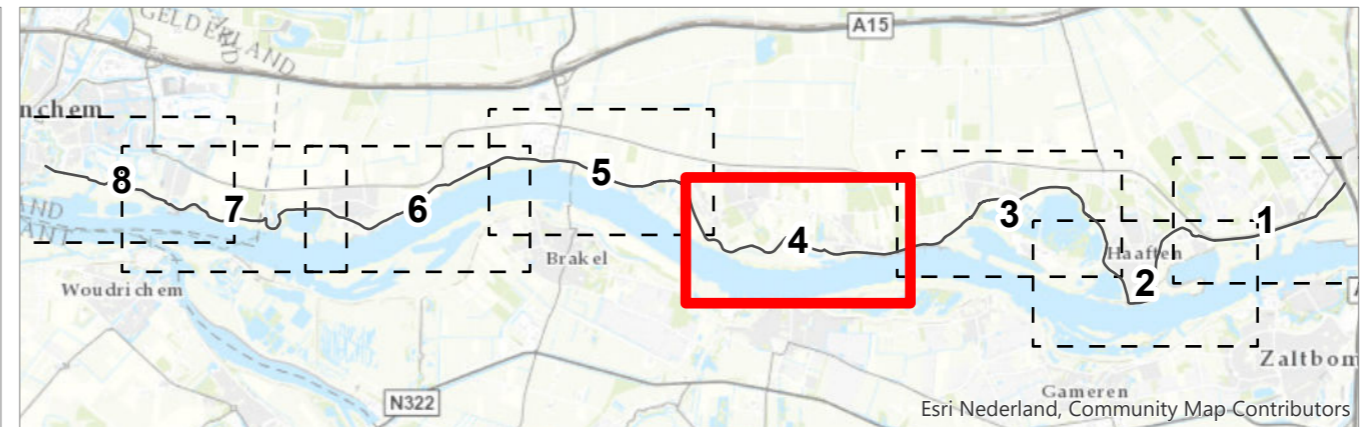 GELDERLAND
A15
nchem
8
7
6
5
4
3
2
1
Haaften
Brakel
Woudrichem
Zaltbom
N322
Gameren
Esri Nederland, Community Map Contributors